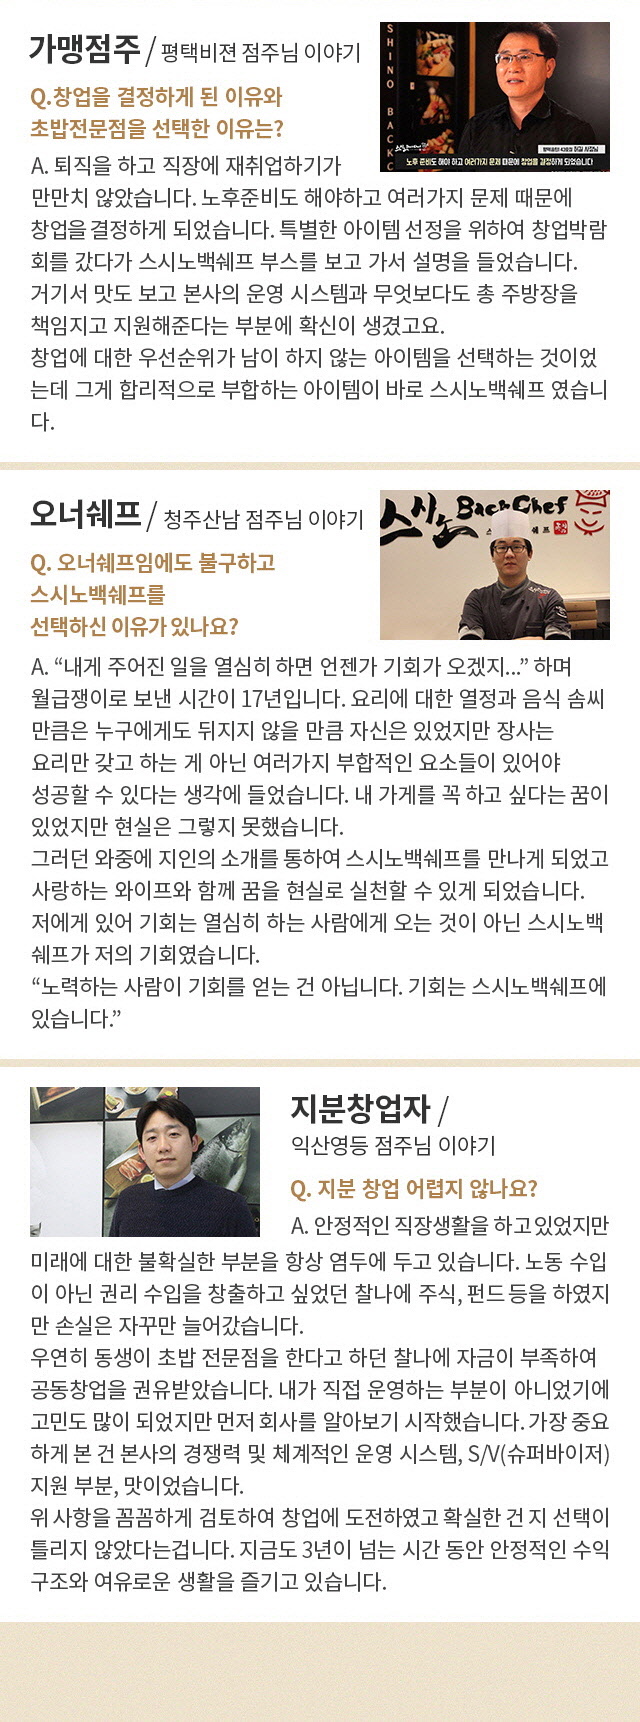 가맹점주 / 평택비젼 점주님 이야기
SHINO BACKC
평택비전 43호점 허길 사장님
노후 준비도 해야 하고 여러가지 문제 때문에 창업을 결정하게 되었습니다
Q.창업을 결정하게 된 이유와
초밥전문점을 선택한 이유는?
A. 퇴직을 하고 직장에 재취업하기가
만만치 않았습니다. 노후준비도 해야하고 여러가지 문제 때문에
창업을 결정하게 되었습니다. 특별한 아이템 선정을 위하여 창업박람
회를 갔다가 스시노백쉐프 부스를 보고 가서 설명을 들었습니다.
거기서 맛도 보고 본사의 운영 시스템과 무엇보다도 총 주방장을
책임지고 지원해준다는 부분에 확신이 생겼고요.
창업에 대한 우선순위가 남이 하지 않는 아이템을 선택하는 것이었
는데 그게 합리적으로 부합하는 아이템이 바로 스시노백쉐프 였습니
다.
오너쉐프 / 청주산남 점주님 이야기
스시노 BackChef
Q. 오너쉐프임에도 불구하고
스시노백쉐프를
선택하신 이유가 있나요?
A. “내게 주어진 일을 열심히 하면 언젠가 기회가 오겠지...” 하며
월급쟁이로 보낸 시간이 17년입니다. 요리에 대한 열정과 음식 솜씨
만큼은 누구에게도 뒤지지 않을 만큼 자신은 있었지만 장사는
요리만 갖고 하는 게 아닌 여러가지 부합적인 요소들이 있어야
성공할 수 있다는 생각에 들었습니다. 내 가게를 꼭 하고 싶다는 꿈이
있었지만 현실은 그렇지 못했습니다.
그러던 와중에 지인의 소개를 통하여 스시노백쉐프를 만나게 되었고
사랑하는 와이프와 함께 꿈을 현실로 실천할 수 있게 되었습니다.
저에게 있어 기회는 열심히 하는 사람에게 오는 것이 아닌 스시노백
쉐프가 저의 기회였습니다.
“노력하는 사람이 기회를 얻는 건 아닙니다. 기회는 스시노백쉐프에
있습니다.”
지분창업자 /
익산영등 점주님 이야기
Q. 지분 창업 어렵지 않나요?
A. 안정적인 직장생활을 하고있었지만
미래에 대한 불확실한 부분을 항상 염두에 두고 있습니다. 노동 수입
이 아닌 권리 수입을 창출하고 싶었던 찰나에 주식, 펀드 등을 하였지
만 손실은 자꾸만 늘어갔습니다.
우연히 동생이 초밥 전문점을 한다고 하던 찰나에 자금이 부족하여
공동창업을 권유받았습니다. 내가 직접 운영하는 부분이 아니었기에
고민도 많이 되었지만 먼저 회사를 알아보기 시작했습니다. 가장 중요
하게 본 건 본사의 경쟁력 및 체계적인 운영 시스템, S/V(슈퍼바이저)
지원 부분, 맛이었습니다.
위 사항을 꼼꼼하게 검토하여 창업에 도전하였고 확실한 건 지 선택이
틀리지 않았다는겁니다. 지금도 3년이 넘는 시간 동안 안정적인 수익
구조와 여유로운 생활을 즐기고 있습니다.